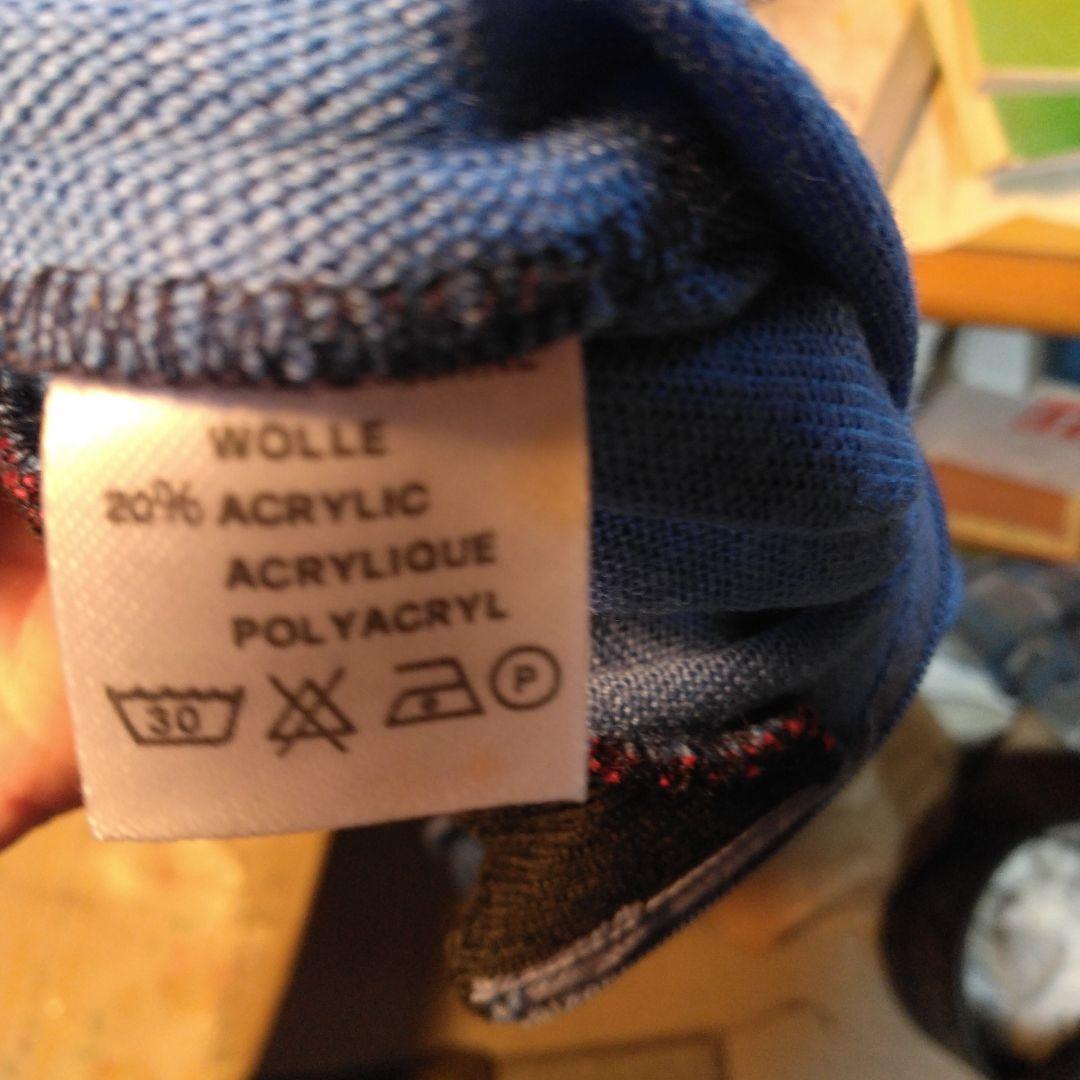 WOLLE
20% ACRYLIC
ACRYLIQUE
POLYACRYL
30 P